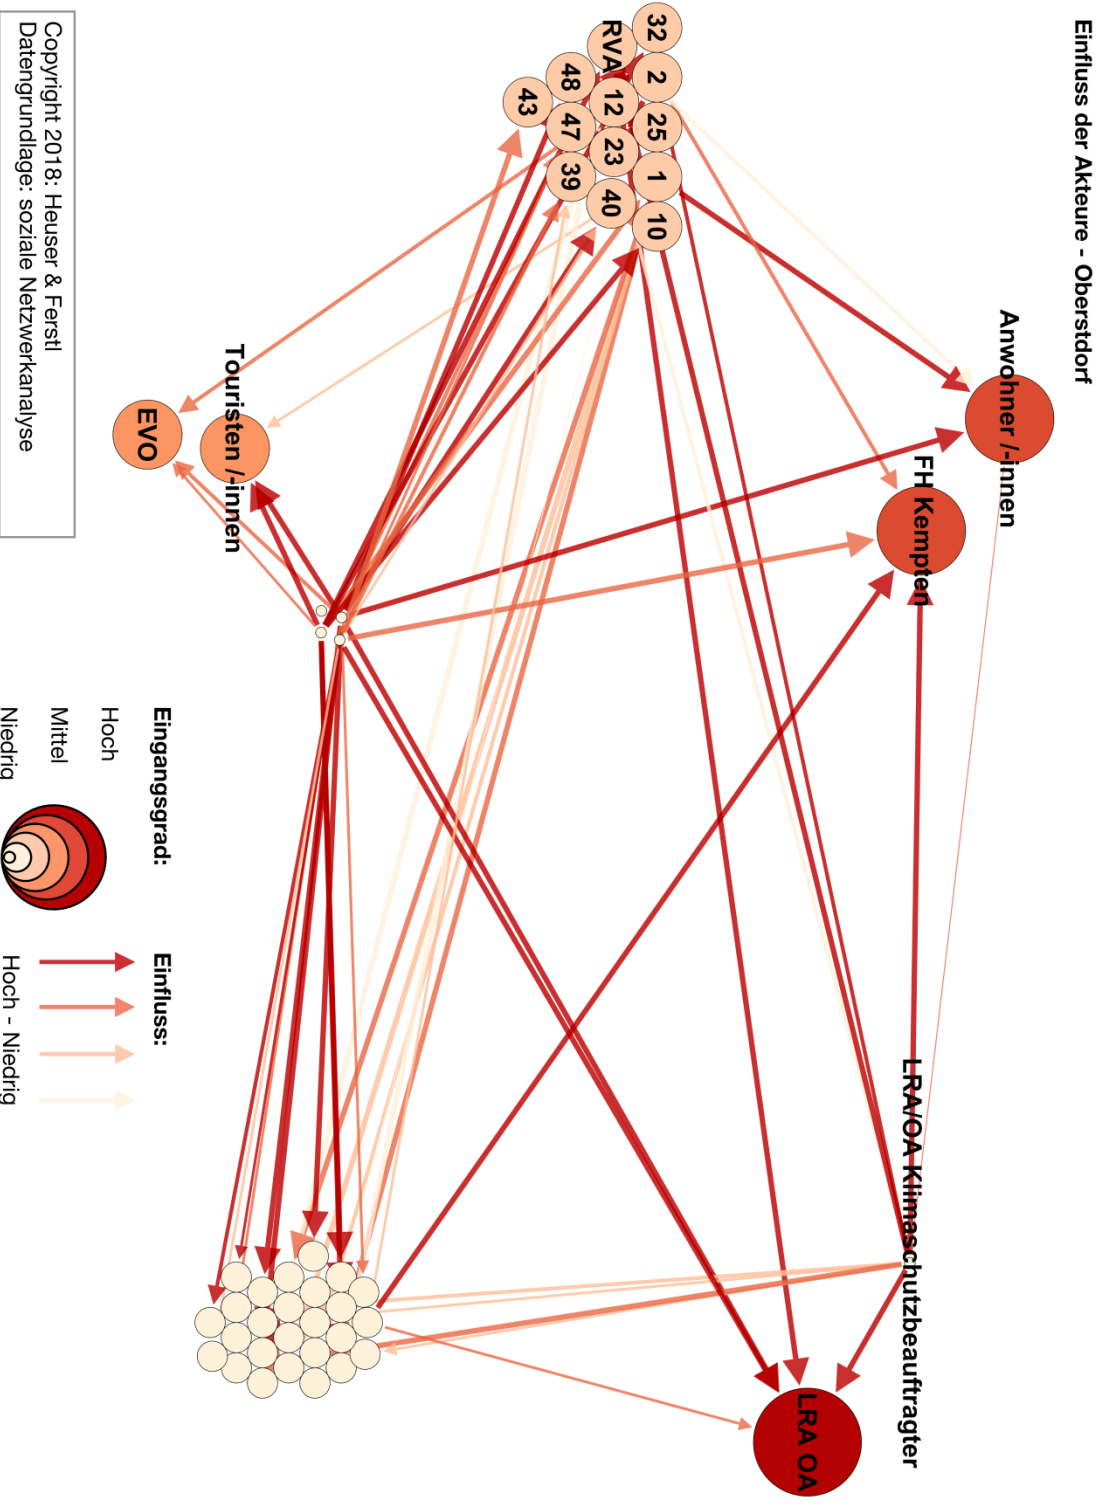 Einfluss der Akteure - Oberstdorf
32
2
25
1
10
RVA
12
23
40
48
47
39
43
Anwohner /-innen
FH Kempten
LRA/OA Klimaschutzbeauftragter
LRA OA
Touristen /-innen
EVO
Eingangsgrad:
Hoch
Mittel
Niedrig
Einfluss:
Hoch - Niedrig
Copyright 2018: Heuser & Ferstl
Datengrundlage: soziale Netzwerkanalyse